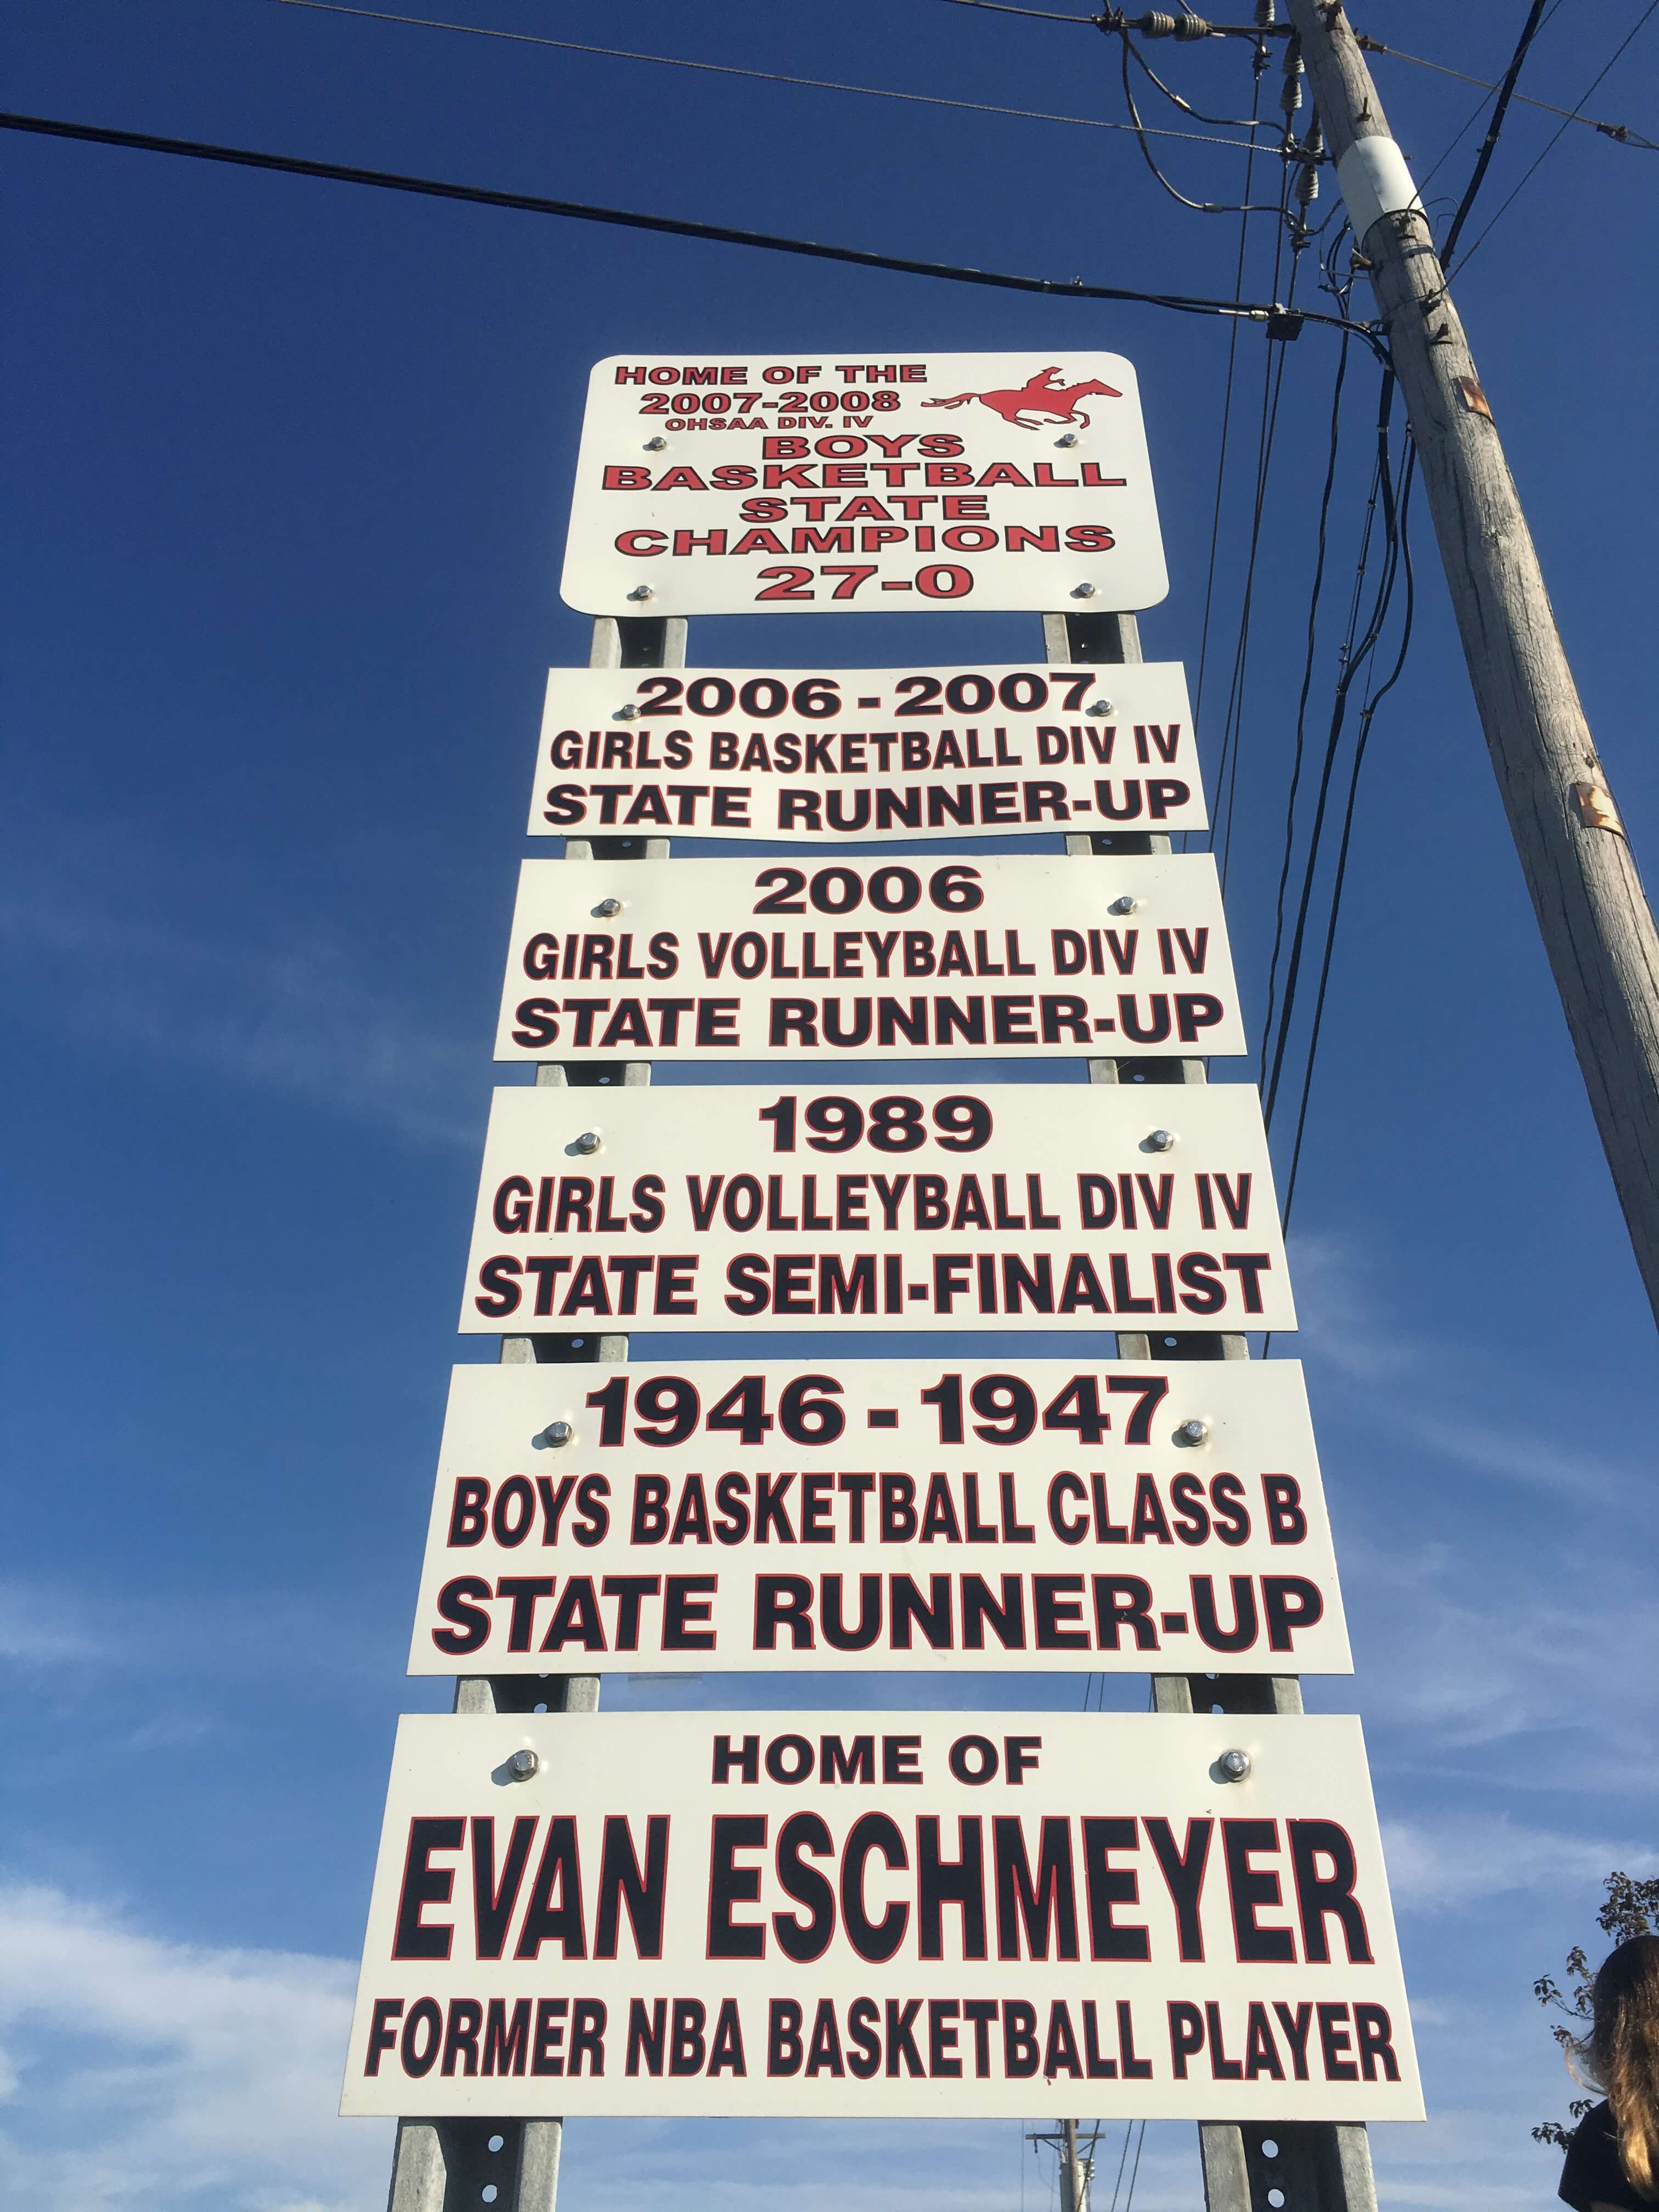 HOME OF THE
2007-2008
OHSAA DIV. IV
BOYS
BASKETBALL
STATE
CHAMPIONS
27-0
2006 - 2007
GIRLS BASKETBALL DIV IV
STATE RUNNER-UP
2006
GIRLS VOLLEYBALL DIV IV
STATE RUNNER-UP
1989
GIRLS VOLLEYBALL DIV IV
STATE SEMI-FINALIST
1946 - 1947
BOYS BASKETBALL CLASS B
STATE RUNNER-UP
HOME OF
EVAN ESCHMEYER
FORMER NBA BASKETBALL PLAYER